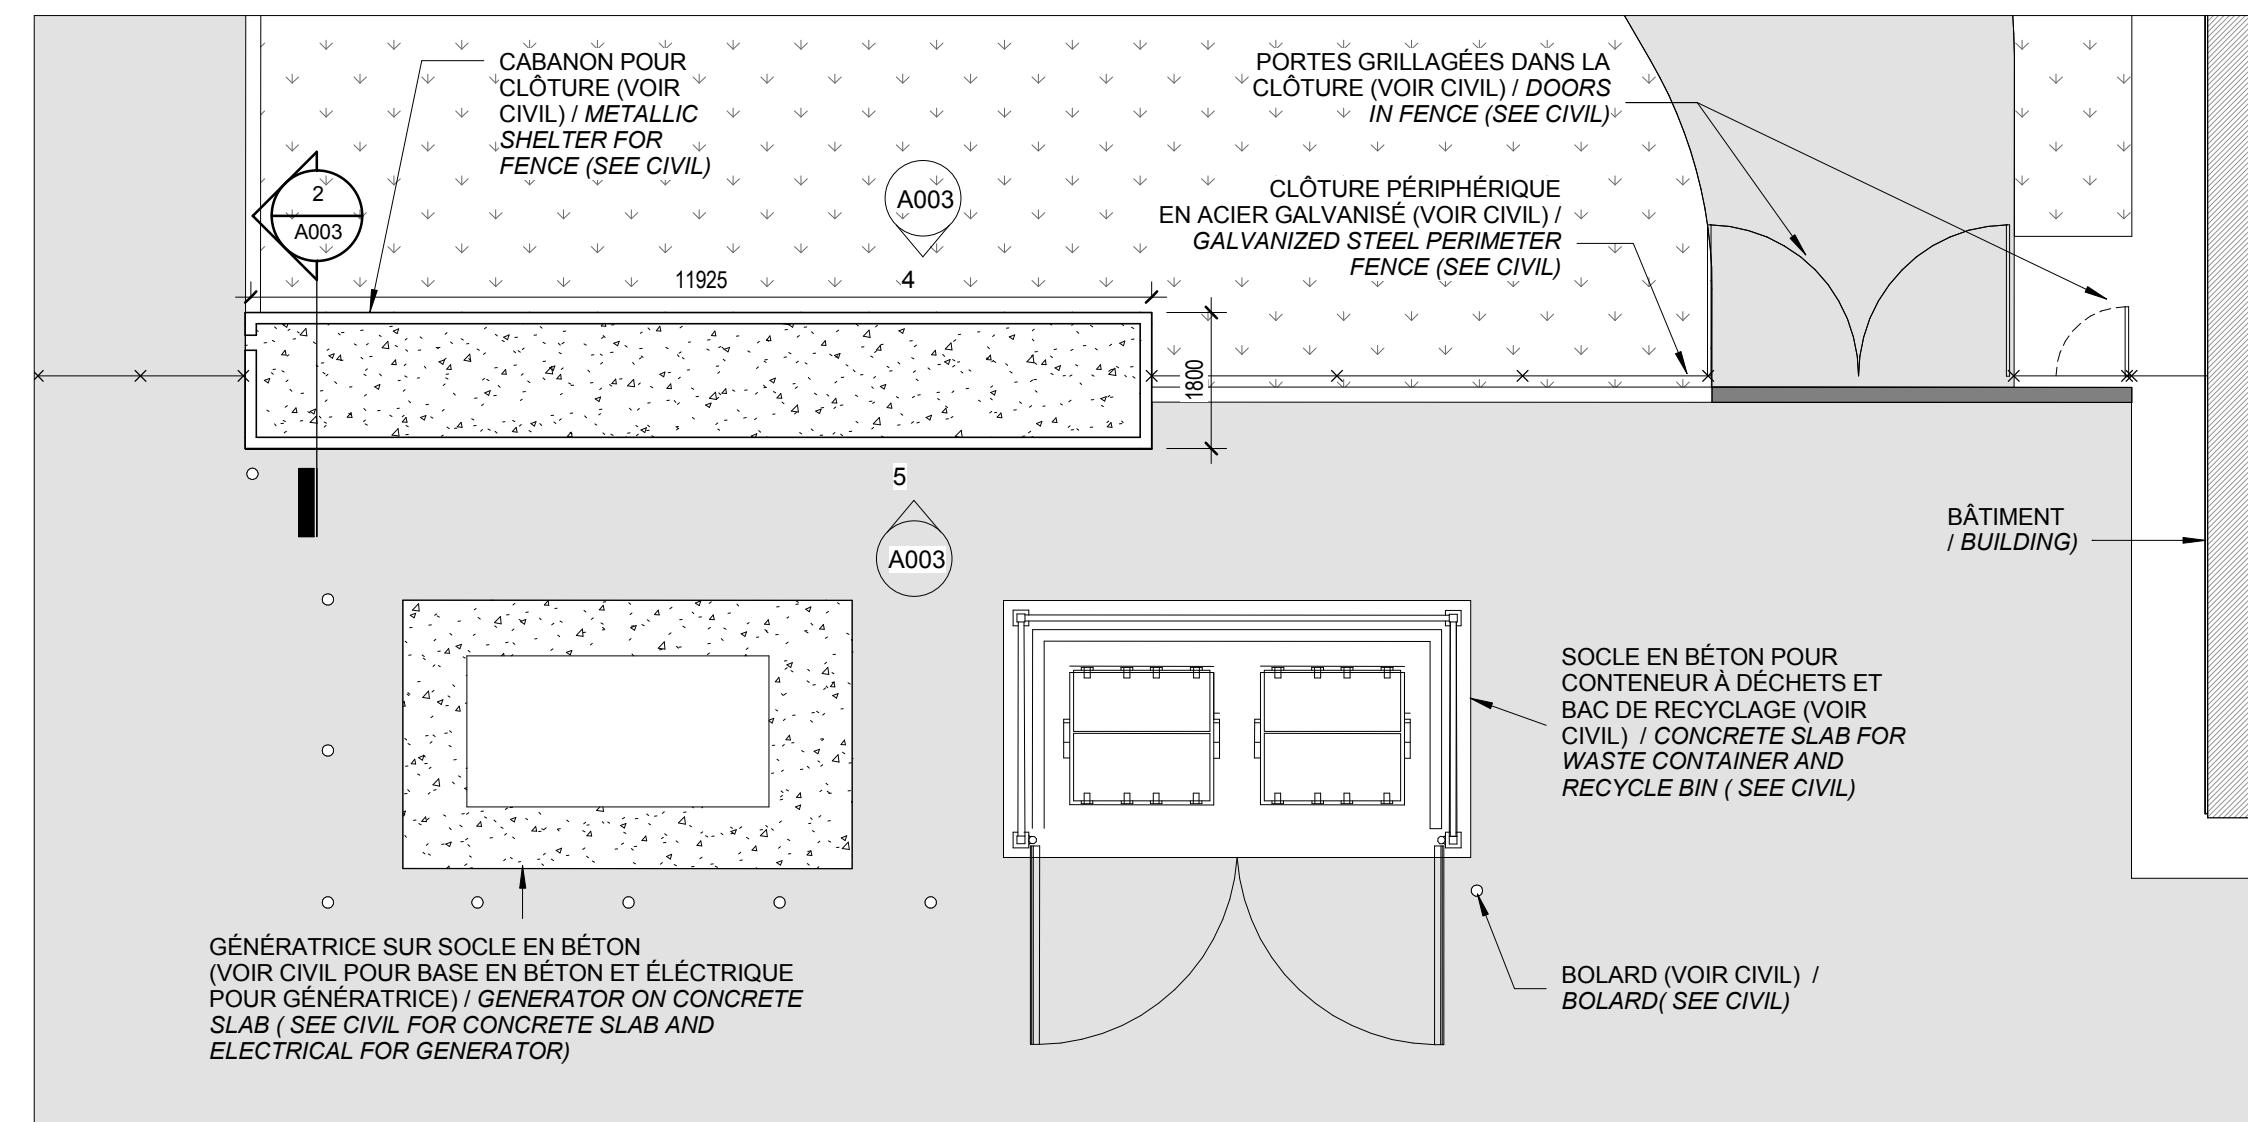 CABANON POUR
CLÔTURE (VOIR
CIVIL) / METALLIC
SHELTER FOR
FENCE (SEE CIVIL)
PORTES GRILLAGÉES DANS LA
CLÔTURE (VOIR CIVIL) / DOORS
IN FENCE (SEE CIVIL)
2
A003
A003
4
CLÔTURE PÉRIPHÉRIQUE
EN ACIER GALVANISÉ (VOIR CIVIL) /
GALVANIZED STEEL PERIMETER
FENCE (SEE CIVIL)
11925
1800
5
A003
BÂTIMENT
/ BUILDING)
SOCLE EN BÉTON POUR
CONTENEUR À DÉCHETS ET
BAC DE RECYCLAGE (VOIR
CIVIL) / CONCRETE SLAB FOR
WASTE CONTAINER AND
RECYCLE BIN ( SEE CIVIL)
GÉNÉRATRICE SUR SOCLE EN BÉTON
(VOIR CIVIL POUR BASE EN BÉTON ET ÉLÉCTRIQUE
POUR GÉNÉRATRICE) / GENERATOR ON CONCRETE
SLAB ( SEE CIVIL FOR CONCRETE SLAB AND
ELECTRICAL FOR GENERATOR)
BOLARD (VOIR CIVIL) /
BOLARD( SEE CIVIL)